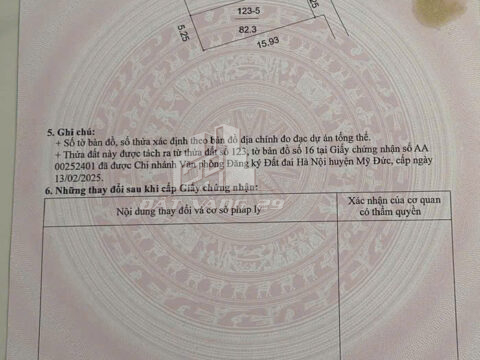 123-5
82.3
5.25
5.25
15.93
5. Ghi chú:
+ Số tờ bản đồ, số thửa xác định theo bản đồ địa chính đo đạc dự án tổng thể.
+ Thửa đất này được tách ra từ thửa đất số 123, tờ bản đồ số 16 tại Giấy chứng nhận số AA
00252401 đã được Chi nhánh Văn phòng Đăng ký Đất đai Hà Nội huyện Mỹ Đức, cấp ngày
13/02/2025.
6. Những thay đổi sau khi cấp Giấy chứng nhận:
ĐẤT VÀNG 29
Nội dung thay đổi và cơ sở pháp lý
Xác nhận của cơ quan
có thẩm quyền